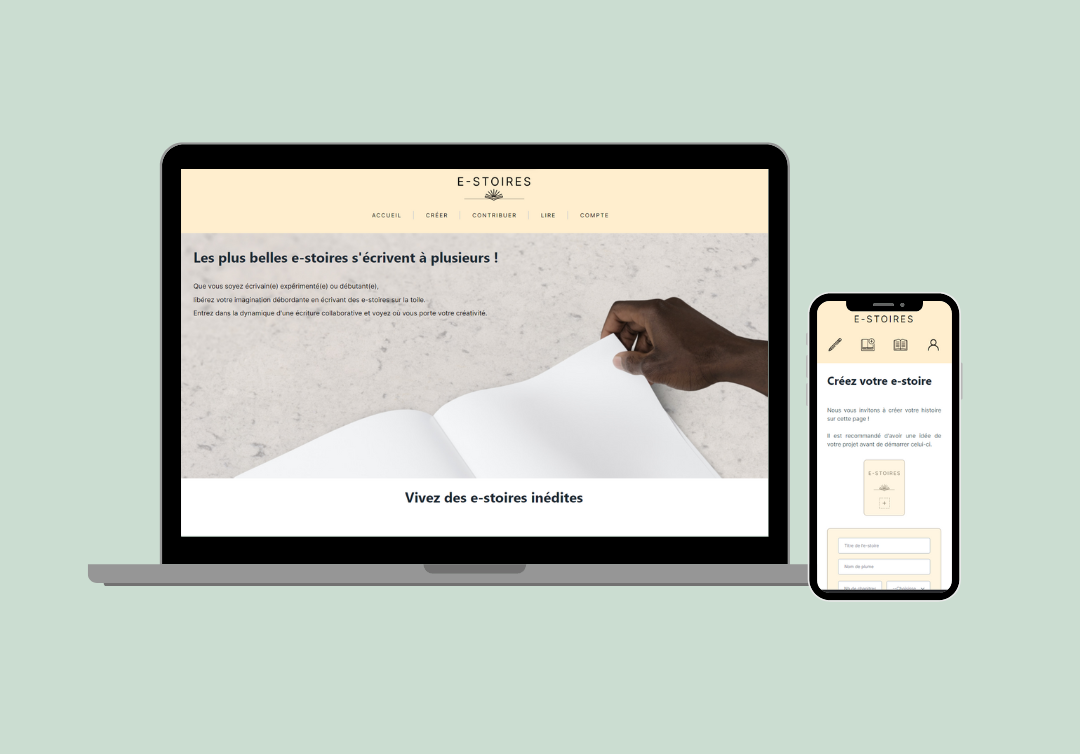 E-STOIRES
ACCUEIL CRÉER CONTRIBUER LIRE COMPTE
Les plus belles e-stoires s'écrivent à plusieurs !
Que vous soyez écrivain(e) expérimenté(e) ou débutant(e),
libérez votre imagination débordante en écrivant des e-stoires sur la toile.
Entrez dans la dynamique d'une écriture collaborative et voyez où vous porte votre créativité.
Vivez des e-stoires inédites
E-STOIRES
Créez votre e-stoire
Nous vous invitons à créer votre histoire
sur cette page !
Il est recommandé d'avoir une idée de
votre projet avant de démarrer celui-ci.
E-STOIRES
+
Titre de l'e-stoire
Nom de plume